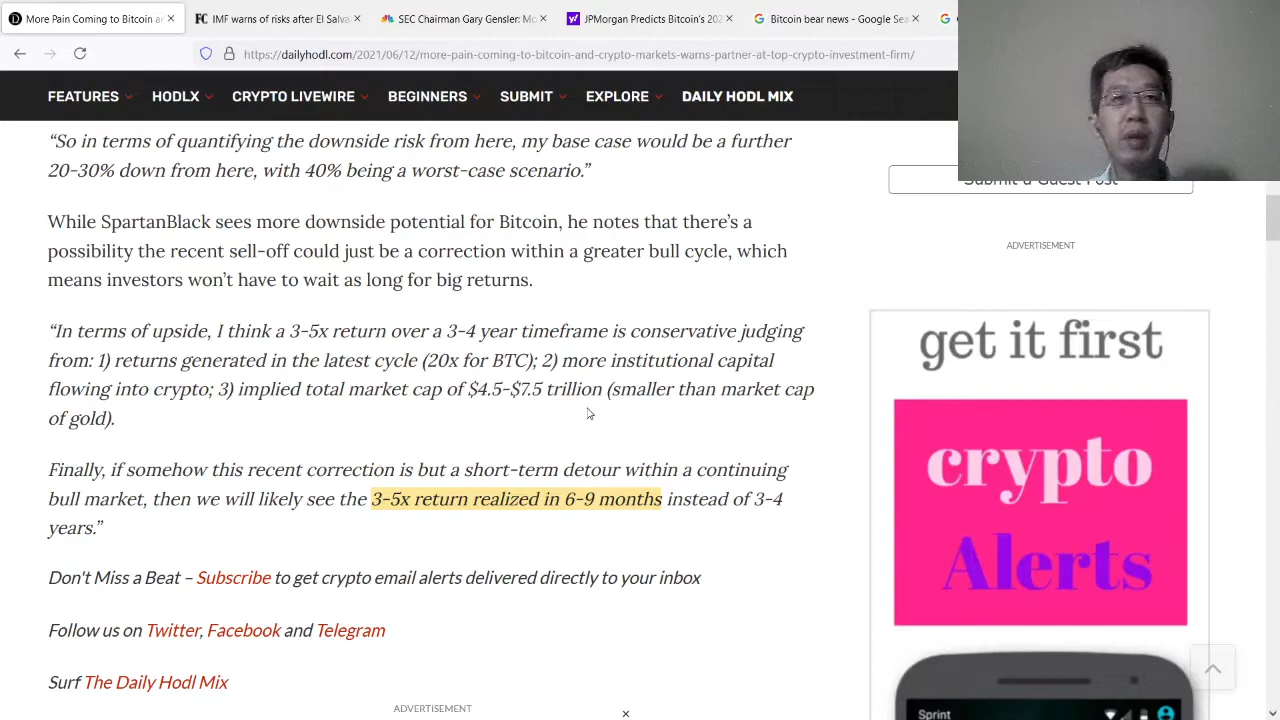 More Pain Coming to Bitcoin ar
IMF warns of risks after El Salva
SEC Chairman Gary Gensler: Mo
JPMorgan Predicts Bitcoin's 202
Bitcoin bear news - Google Sea
https://dailyhodl.com/2021/06/12/more-pain-coming-to-bitcoin-and-crypto-markets-warns-partner-at-top-crypto-investment-firm/
FEATURES
HODLX
CRYPTO LIVEWIRE
BEGINNERS
SUBMIT
EXPLORE
DAILY HODL MIX
“So in terms of quantifying the downside risk from here, my base case would be a further
20-30% down from here, with 40% being a worst-case scenario.”
While SpartanBlack sees more downside potential for Bitcoin, he notes that there’s a
possibility the recent sell-off could just be a correction within a greater bull cycle, which
means investors won’t have to wait as long for big returns.
“In terms of upside, I think a 3-5x return over a 3-4 year timeframe is conservative judging
from: 1) returns generated in the latest cycle (20x for BTC); 2) more institutional capital
flowing into crypto; 3) implied total market cap of $4.5-$7.5 trillion (smaller than market cap
of gold).
Finally, if somehow this recent correction is but a short-term detour within a continuing
bull market, then we will likely see the 3-5x return realized in 6-9 months instead of 3-4
years.”
Don't Miss a Beat – Subscribe to get crypto email alerts delivered directly to your inbox
Follow us on Twitter, Facebook and Telegram
Surf The Daily Hodl Mix
ADVERTISEMENT
Submit a Guest Post
ADVERTISEMENT
get it first
crypto
Alerts
Sprint